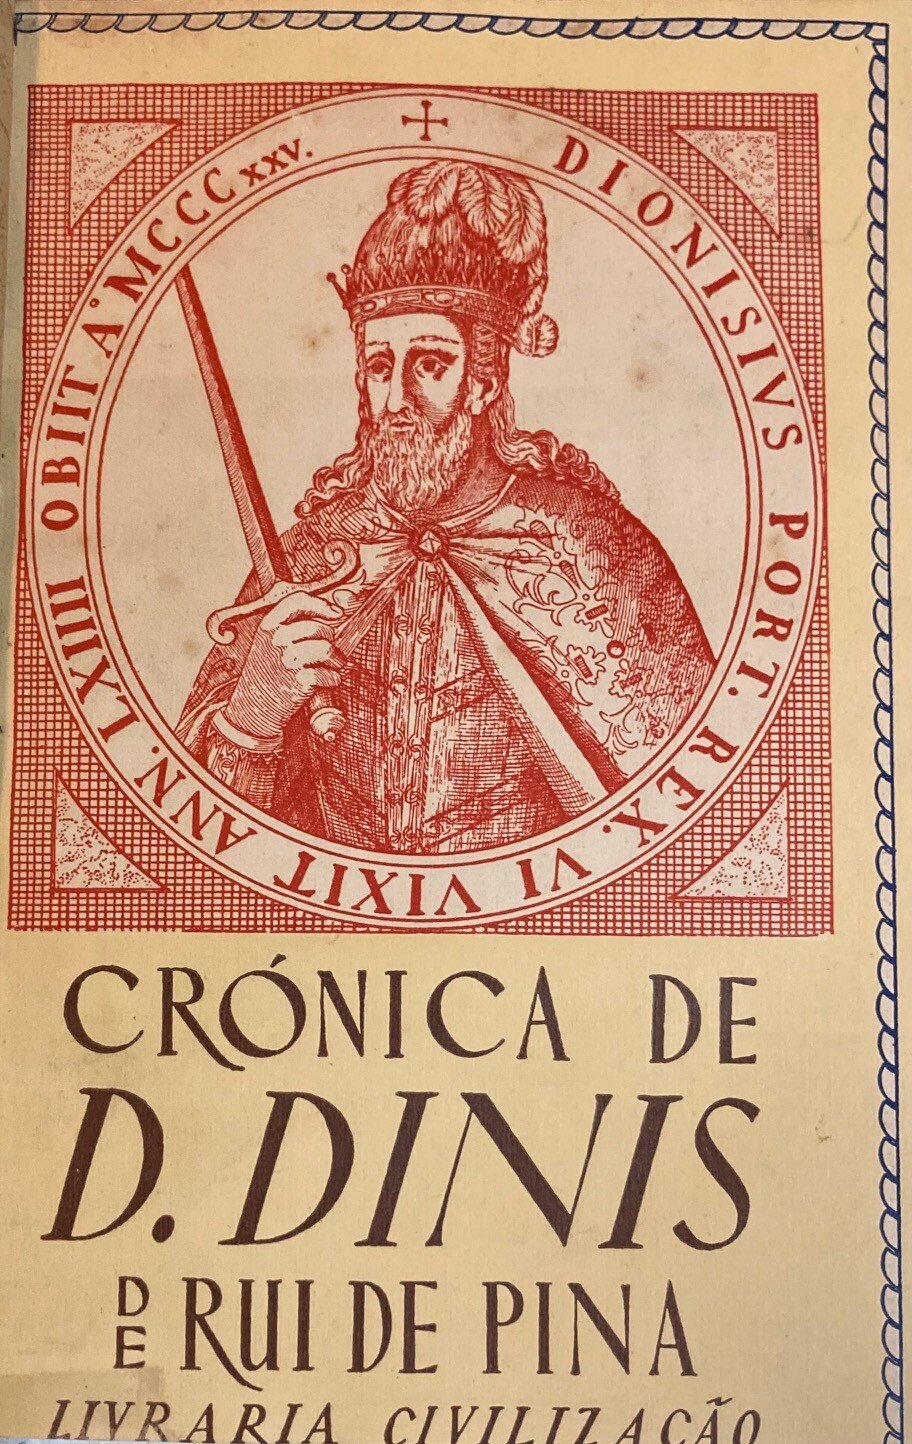 + DIONISIVS PORT. REX. VI VIXIT ANN. LXIIII OBIIT A° MCCCXXV.
CRÓNICA DE
D. DINIS
DE RUI DE PINA
LIVRARIA CIVILIZAÇÃO